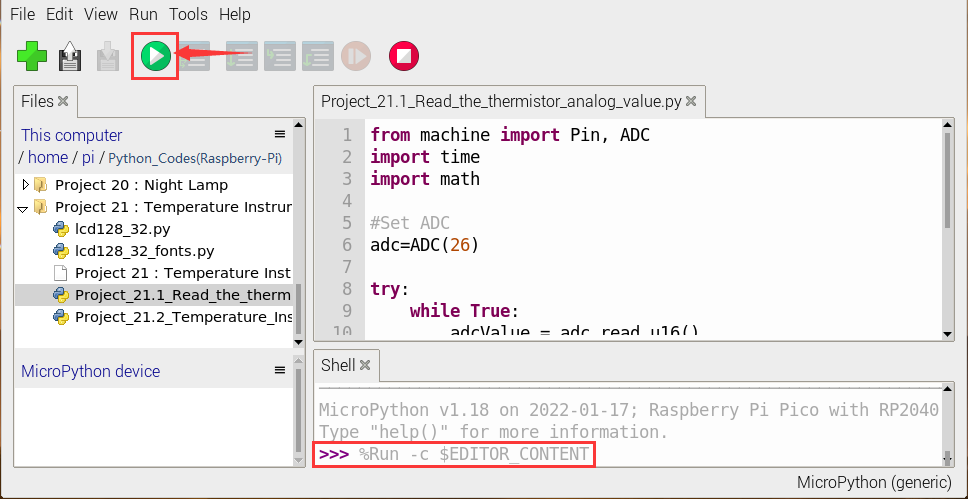 File Edit View Run Tools Help
Files
This computer
/ home / pi / Python_Codes(Raspberry-Pi)
Project 20 : Night Lamp
Project 21 : Temperature Instrur
lcd128_32.py
lcd128_32_fonts.py
Project 21 : Temperature Inst
Project_21.1_Read_the_therm
Project_21.2_Temperature_Ins
MicroPython device
Project_21.1_Read_the_thermistor_analog_value.py
1 from machine import Pin, ADC
2 import time
3 import math
4
5 #Set ADC
6 adc=ADC(26)
7
8 try:
9 while True:
10 adcValue = adc.read_u16()
Shell
MicroPython v1.18 on 2022-01-17; Raspberry Pi Pico with RP2040
Type "help()" for more information.
>>> %Run -c $EDITOR_CONTENT
MicroPython (generic)